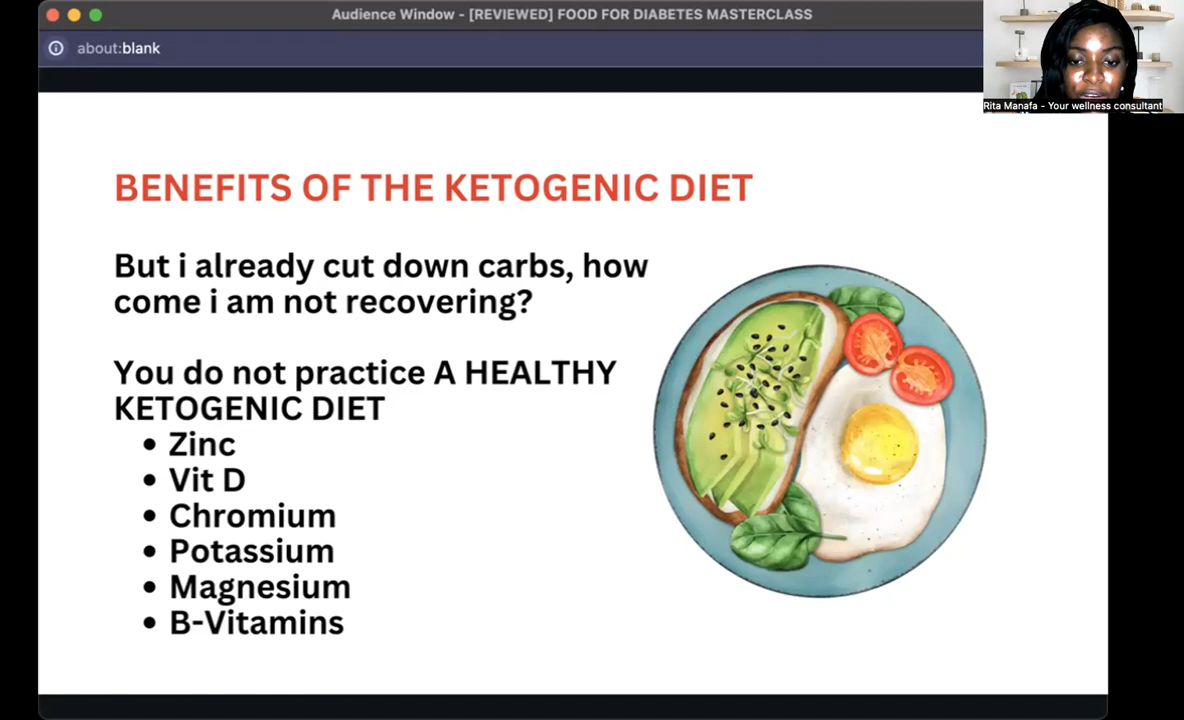 Audience Window - [REVIEWED] FOOD FOR DIABETES MASTERCLASS
about:blank
Rita Manafa - Your wellness consultant
BENEFITS OF THE KETOGENIC DIET
But i already cut down carbs, how
come i am not recovering?
You do not practice A HEALTHY
KETOGENIC DIET
• Zinc
• Vit D
• Chromium
• Potassium
• Magnesium
• B-Vitamins